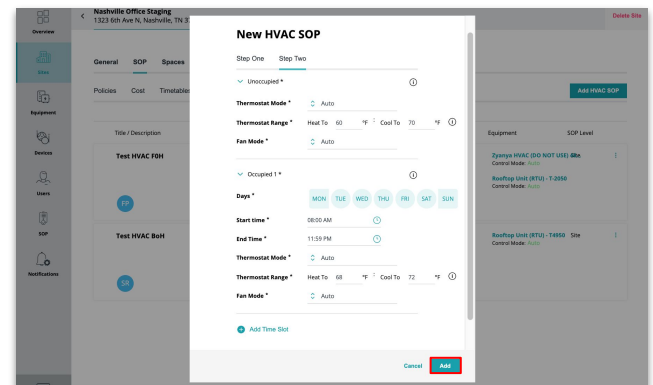 Nashville Office Staging
1323 6th Ave N, Nashville, TN 3
Delete Site
Overview
Sites
Equipment
Devices
Users
SOP
Notifications
General SOP Spaces
Policies Cost Timetables
Add HVAC SOP
Title / Description
Equipment SOP Level
Test HVAC FOH
FP
2yanya HVAC (DO NOT USE)
Control Mode: Auto
Rooftop Unit (RTU) - T-2050
Control Mode: Auto
Test HVAC BoH
SR
Rooftop Unit (RTU) - T4950 Site
Control Mode: Auto
New HVAC SOP
Step One Step Two
Unoccupied *
Thermostat Mode * Auto
Thermostat Range * Heat To 60 °F Cool To 70 °F
Fan Mode * Auto
Occupied 1 *
Days * MON TUE WED THU FRI SAT SUN
Start time * 08:00 AM
End Time * 11:59 PM
Thermostat Mode * Auto
Thermostat Range * Heat To 68 °F Cool To 72 °F
Fan Mode * Auto
Add Time Slot
Cancel Add